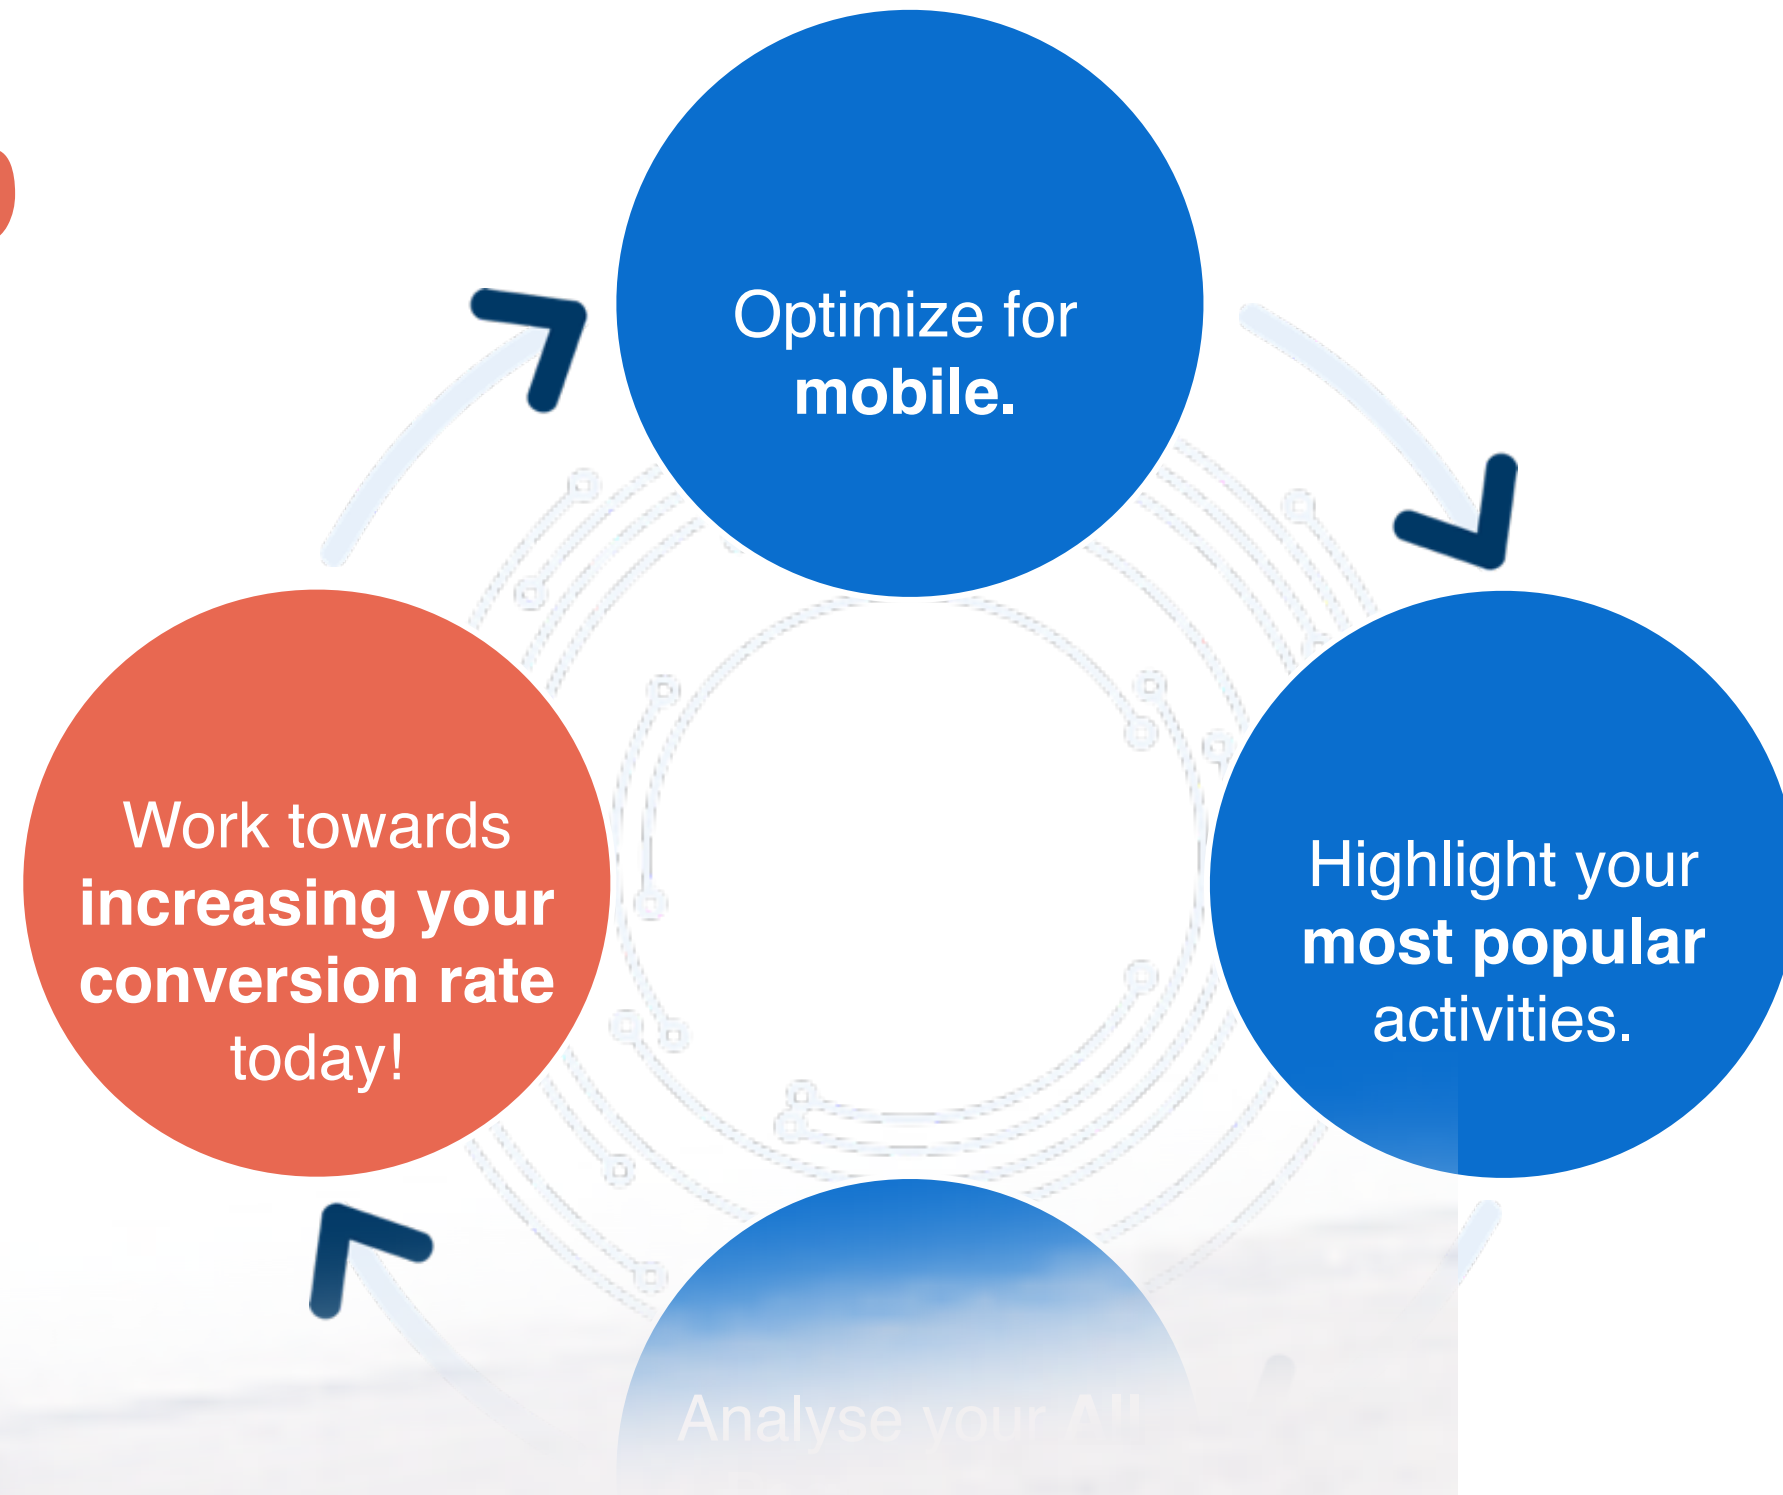 Optimize for
mobile.
Work towards
increasing your
conversion rate
today!
Highlight your
most popular
activities.
Analyse your